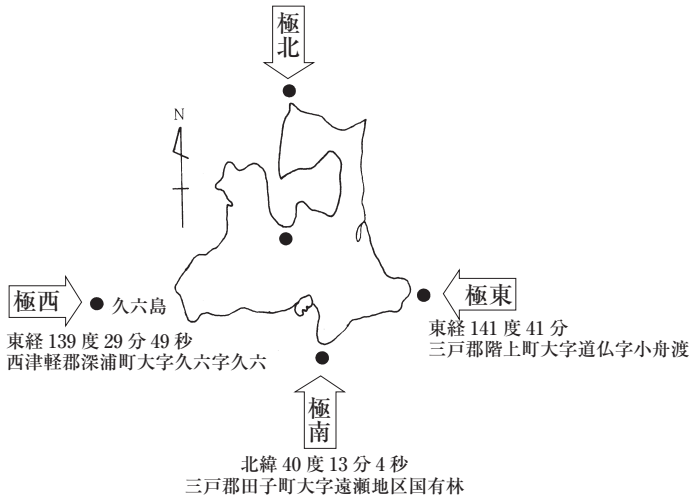 極北
N
極西
久六島
東経 139 度 29 分 49 秒
西津軽郡深浦町大字久六字久六
極東
東経 141 度 41 分
三戸郡階上町大字道仏字小舟渡
極南
北緯 40 度 13 分 4 秒
三戸郡田子町大字遠瀬地区国有林